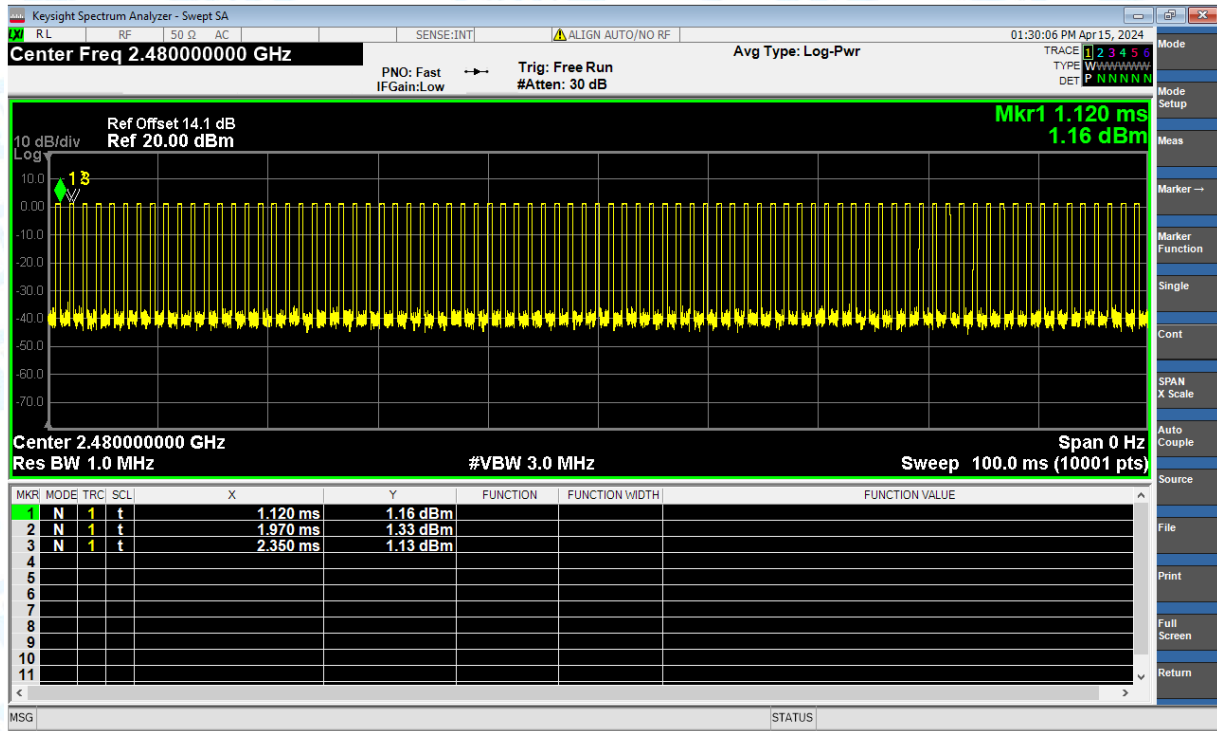 Keysight Spectrum Analyzer - Swept SA
LXI RL RF 50 Ω AC SENSE:INT ALIGN AUTO/NO RF 01:30:06 PM Apr 15, 2024
Center Freq 2.480000000 GHz
PNO: Fast
IFGain:Low
Trig: Free Run
#Atten: 30 dB
Avg Type: Log-Pwr
TRACE 1 2 3 4 5 6
TYPE WWWWWW
DET P N N N N N
Mkr1 1.120 ms
1.16 dBm
Ref Offset 14.1 dB
10 dB/div Ref 20.00 dBm
Log
10.0
0.00
-10.0
-20.0
-30.0
-40.0
-50.0
-60.0
-70.0
1 3
Center 2.480000000 GHz Span 0 Hz
Res BW 1.0 MHz #VBW 3.0 MHz Sweep 100.0 ms (10001 pts)
MKR MODE TRC SCL X Y FUNCTION FUNCTION WIDTH FUNCTION VALUE
1 N 1 t 1.120 ms 1.16 dBm
2 N 1 t 1.970 ms 1.33 dBm
3 N 1 t 2.350 ms 1.13 dBm
4
5
6
7
8
9
10
11
MSG STATUS
Mode
Mode
Setup
Meas
Marker →
Marker
Function
Single
Cont
SPAN
X Scale
Auto
Couple
Source
File
Print
Full
Screen
Return